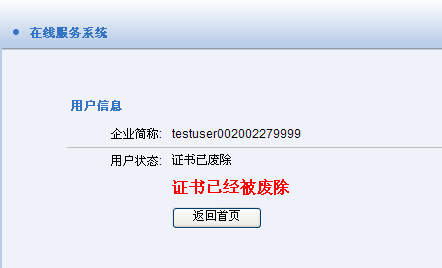 在线服务系统
用户信息
企业简称: testuser002002279999
用户状态: 证书已废除
证书已经被废除
返回首页